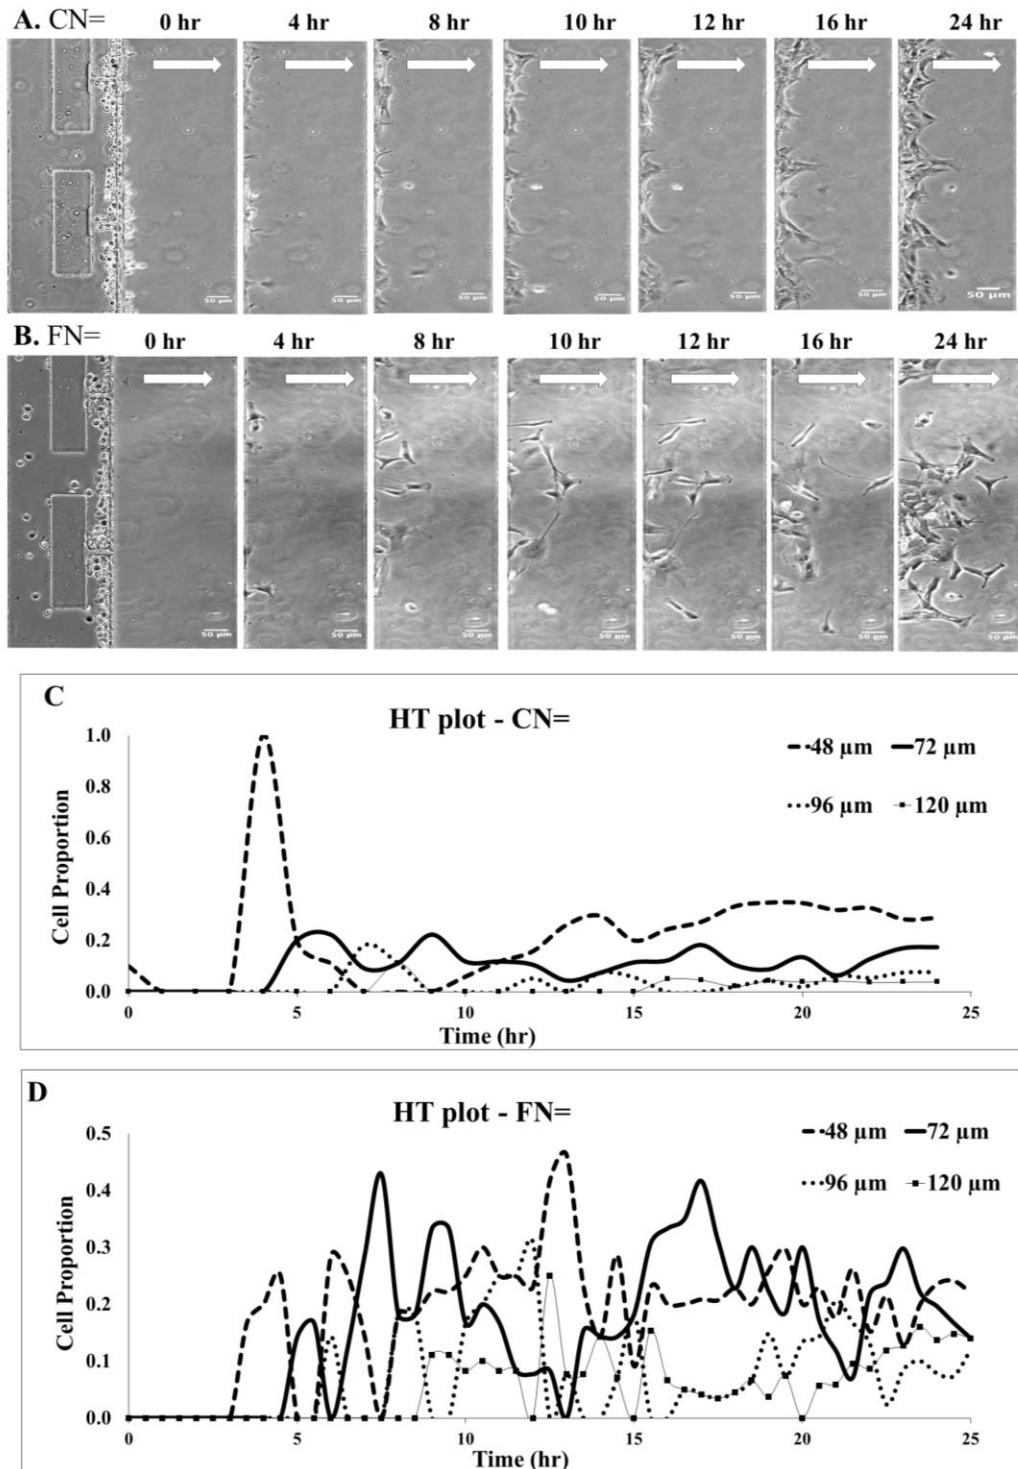 A. CN= 0 hr 4 hr 8 hr 10 hr 12 hr 16 hr 24 hr
50 µm 50 µm 50 µm 50 µm 50 µm 50 µm 50 µm
B. FN= 0 hr 4 hr 8 hr 10 hr 12 hr 16 hr 24 hr
50 µm 50 µm 50 µm 50 µm 50 µm 50 µm 50 µm
C
HT plot - CN=
48 µm 72 µm
96 µm 120 µm
Cell Proportion
1.0
0.8
0.6
0.4
0.2
0.0
0 5 10 15 20 25
Time (hr)
D
HT plot - FN=
48 µm 72 µm
96 µm 120 µm
Cell Proportion
0.5
0.4
0.3
0.2
0.1
0.0
0 5 10 15 20 25
Time (hr)